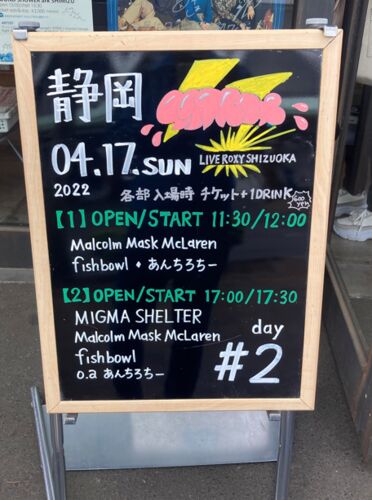 静岡
04.17.SUN
2022
LIVE ROXY SHIZUOKA
各部 入場時 チケット+1DRINK
600
yen
【1】OPEN/START 11:30/12:00
Malcolm Mask McLaren
fishbowl・あんちろちー
【2】OPEN/START 17:00/17:30
MIGMA SHELTER
Malcolm Mask McLaren
fishbowl
o.a あんちろちー
day
#2